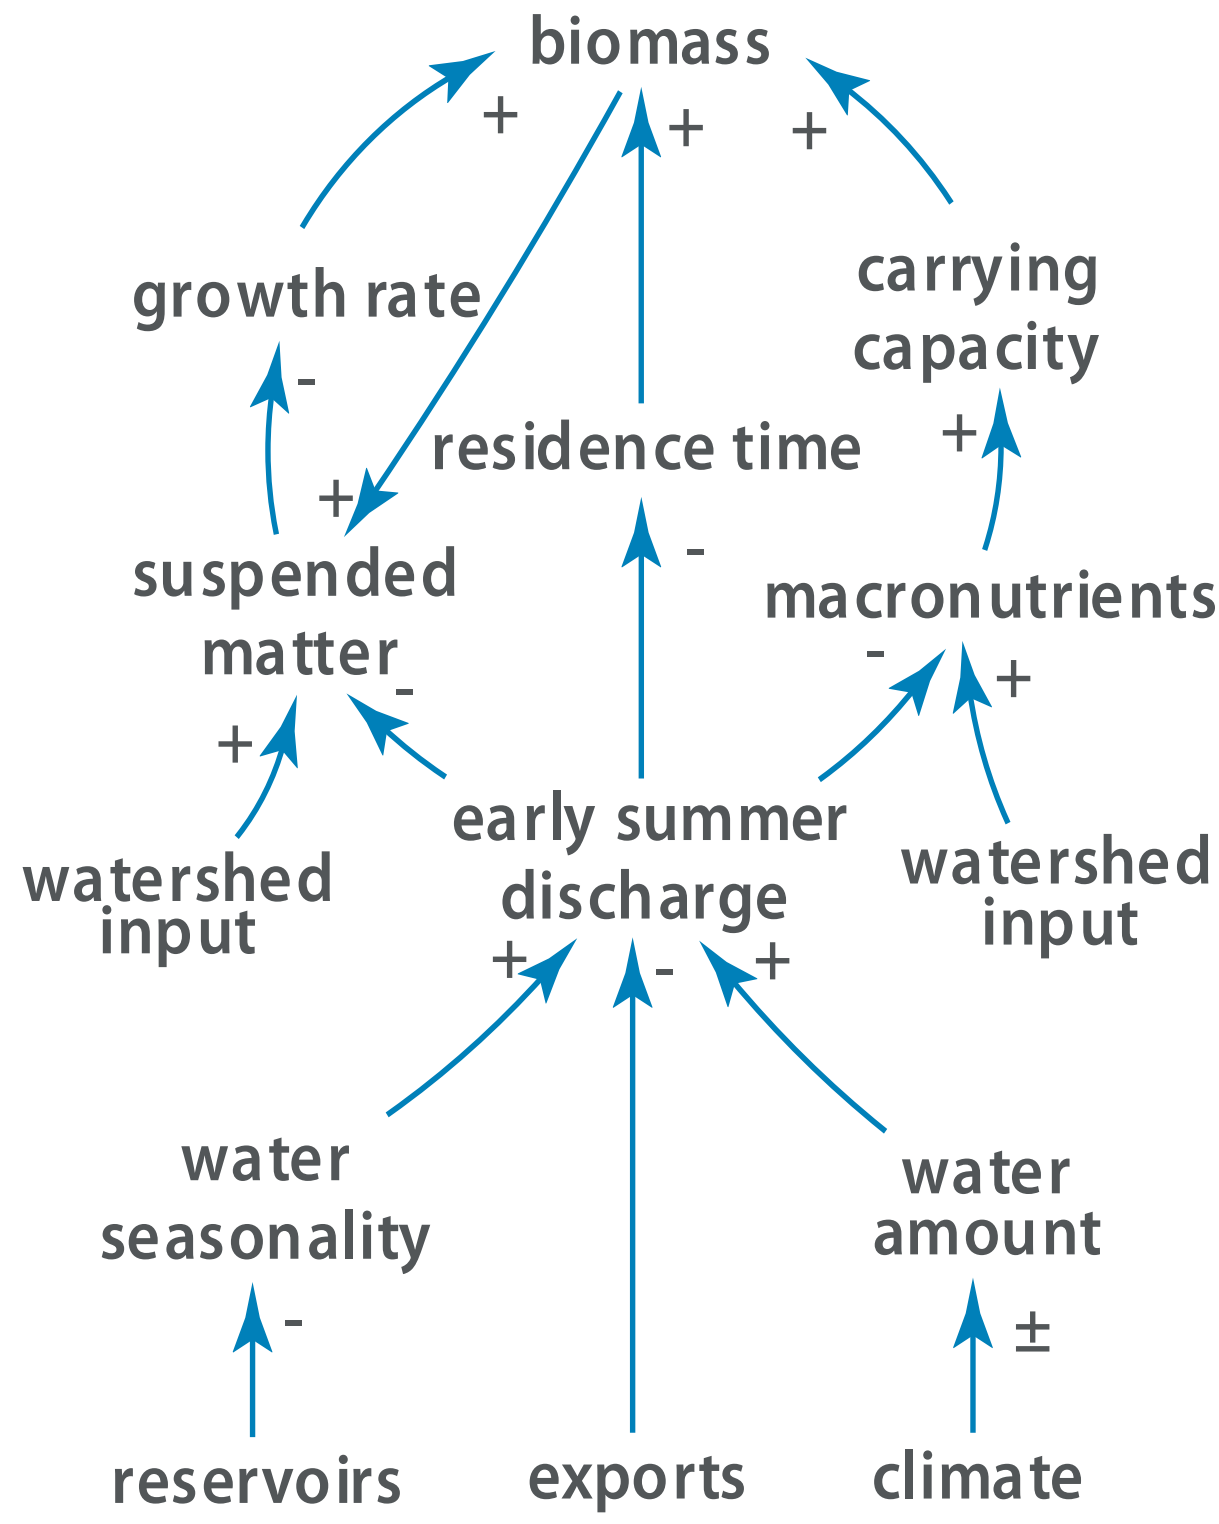 biomass
+
+
+
growth rate
carrying
capacity
-
+
residence time
+
suspended
matter
-
macronutrients
-
-
+
+
early summer
discharge
watershed
input
watershed
input
+
-
+
water
seasonality
water
amount
-
±
reservoirs
exports
climate